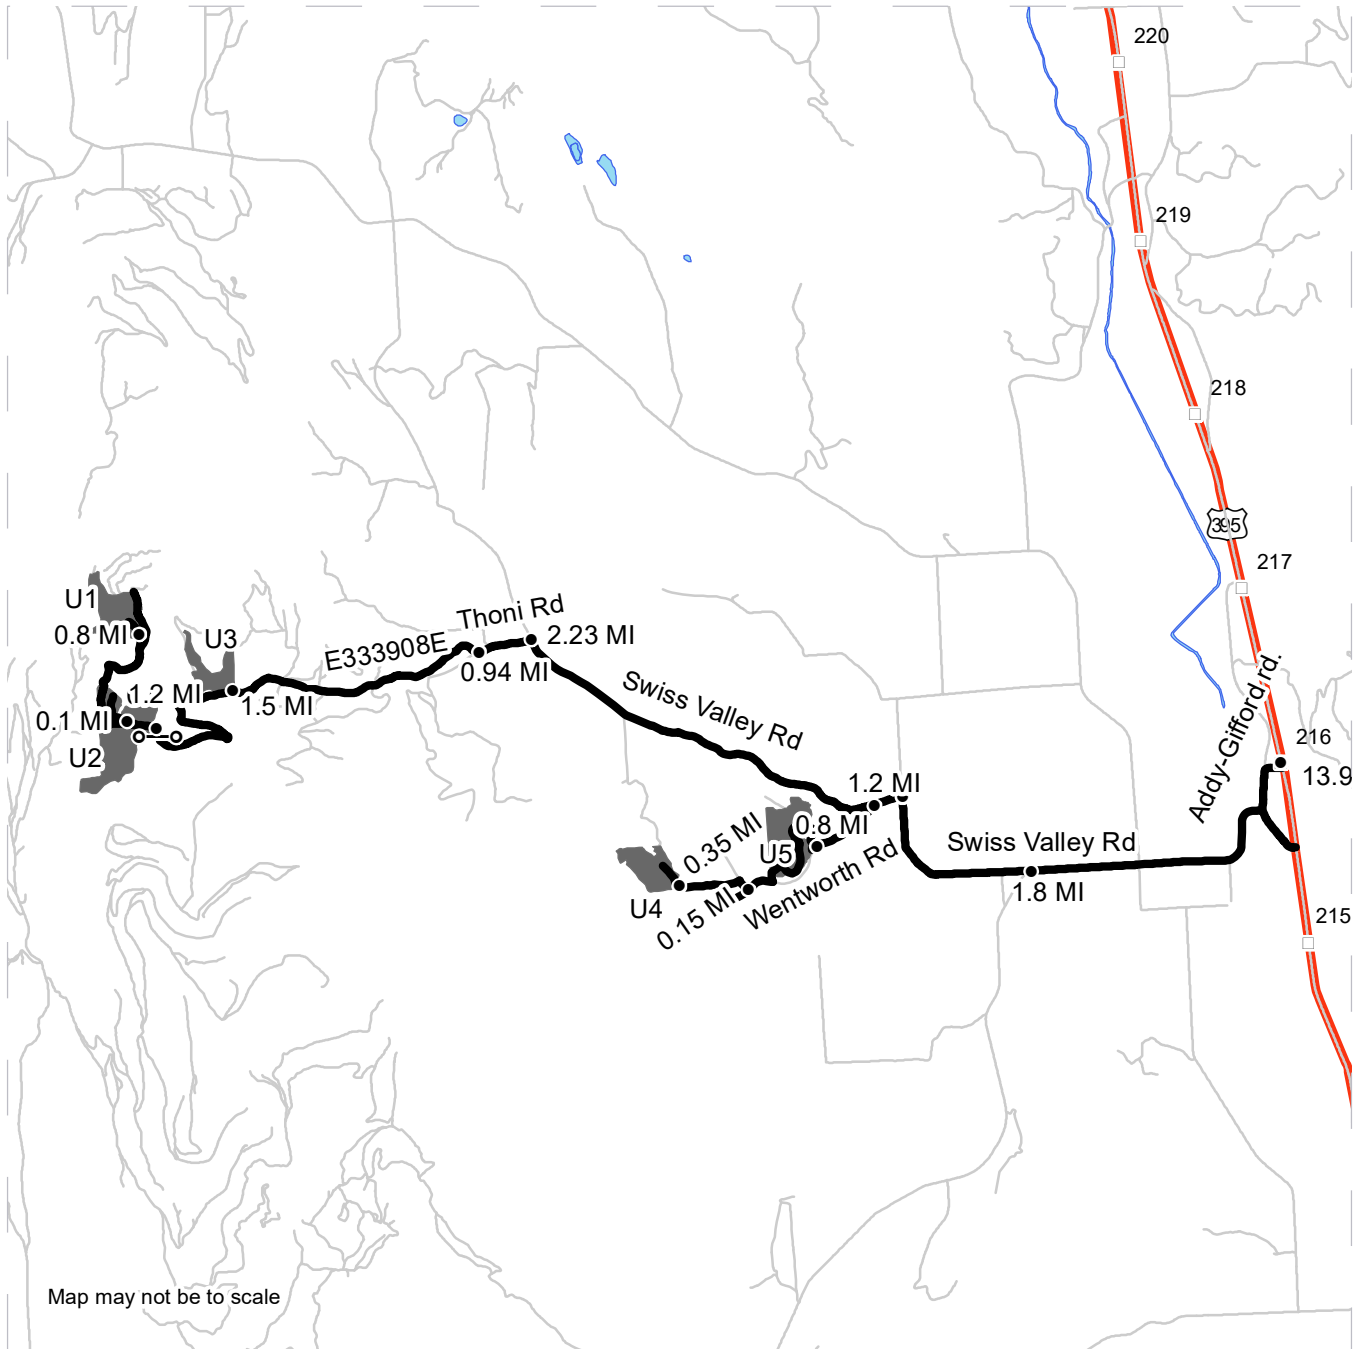 220
219
218
395
217
U1
Thoni Rd
0.8 MI
U3
E333908E
2.23 MI
0.94 MI
Addy-Gifford rd.
1.2 MI
1.5 MI
Swiss Valley Rd
0.1 MI
216
U2
13.9
1.2 MI
0.8 MI
0.35 MI
Swiss Valley Rd
U5
Wentworth Rd
1.8 MI
U4
0.15 MI
215
Map may not be to scale